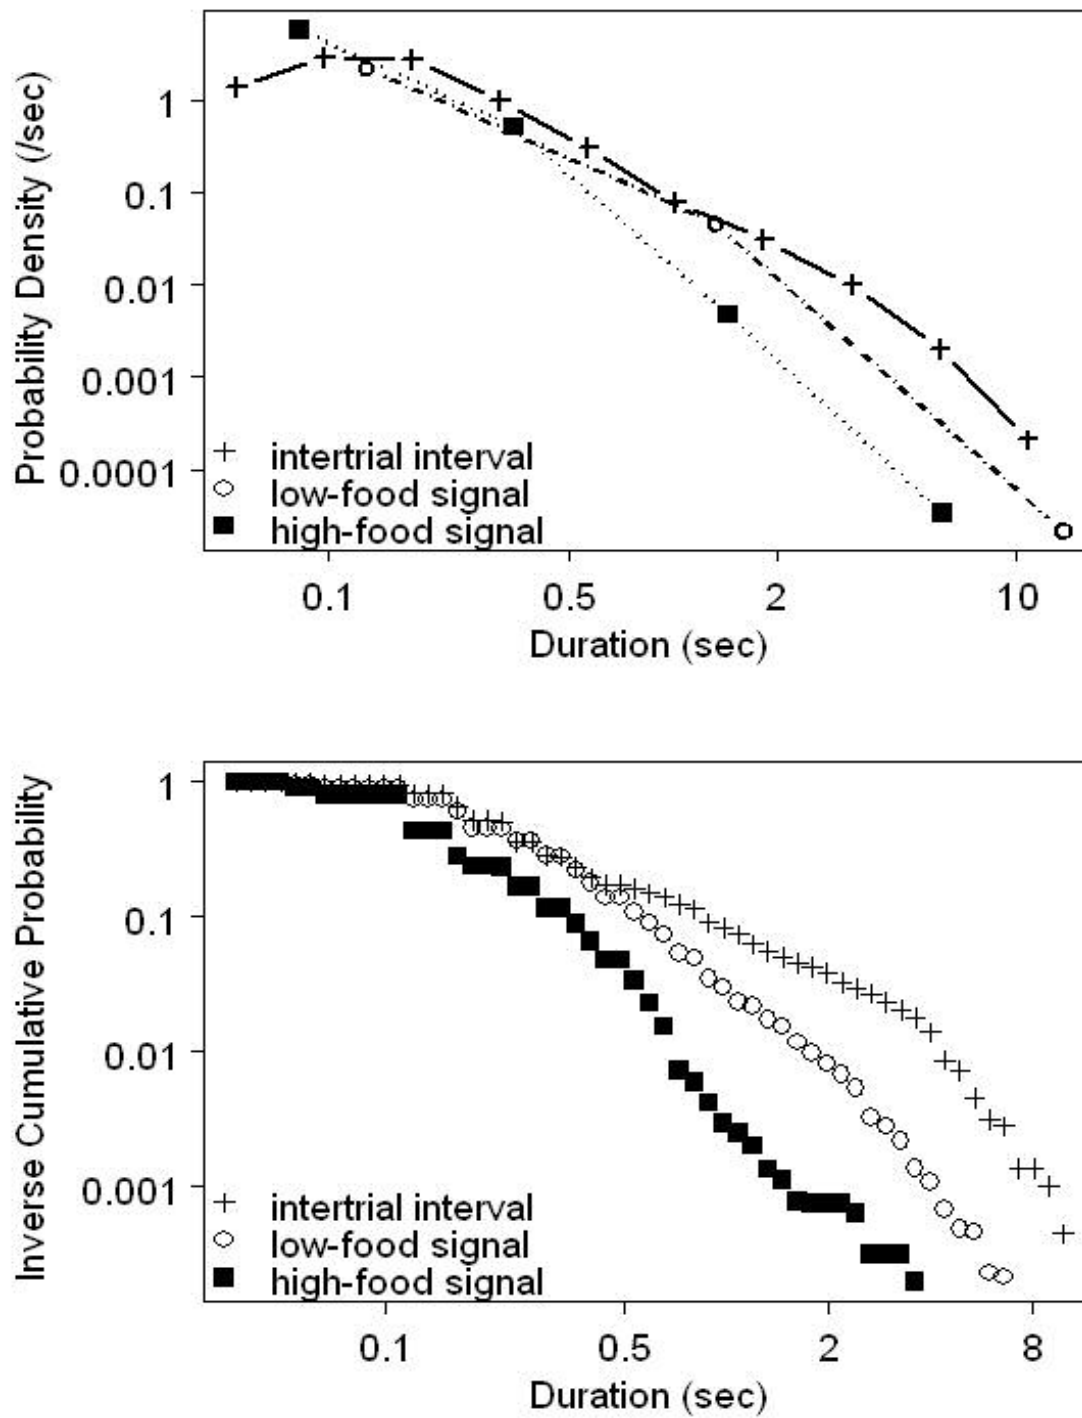 Probability Density (/sec)
1
0.1
0.01
0.001
0.0001
intertrial interval
low-food signal
high-food signal
0.1 0.5 2 10
Duration (sec)
Inverse Cumulative Probability
1
0.1
0.01
0.001
intertrial interval
low-food signal
high-food signal
0.1 0.5 2 8
Duration (sec)